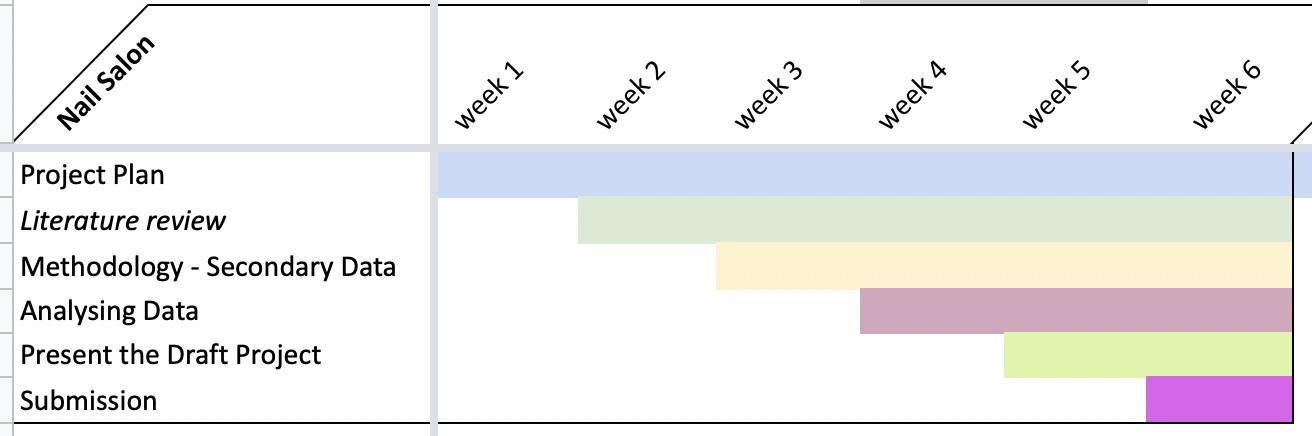 Nail Salon
week 1
week 2
week 3
week 4
week 5
week 6
Project Plan
Literature review
Methodology - Secondary Data
Analysing Data
Present the Draft Project
Submission